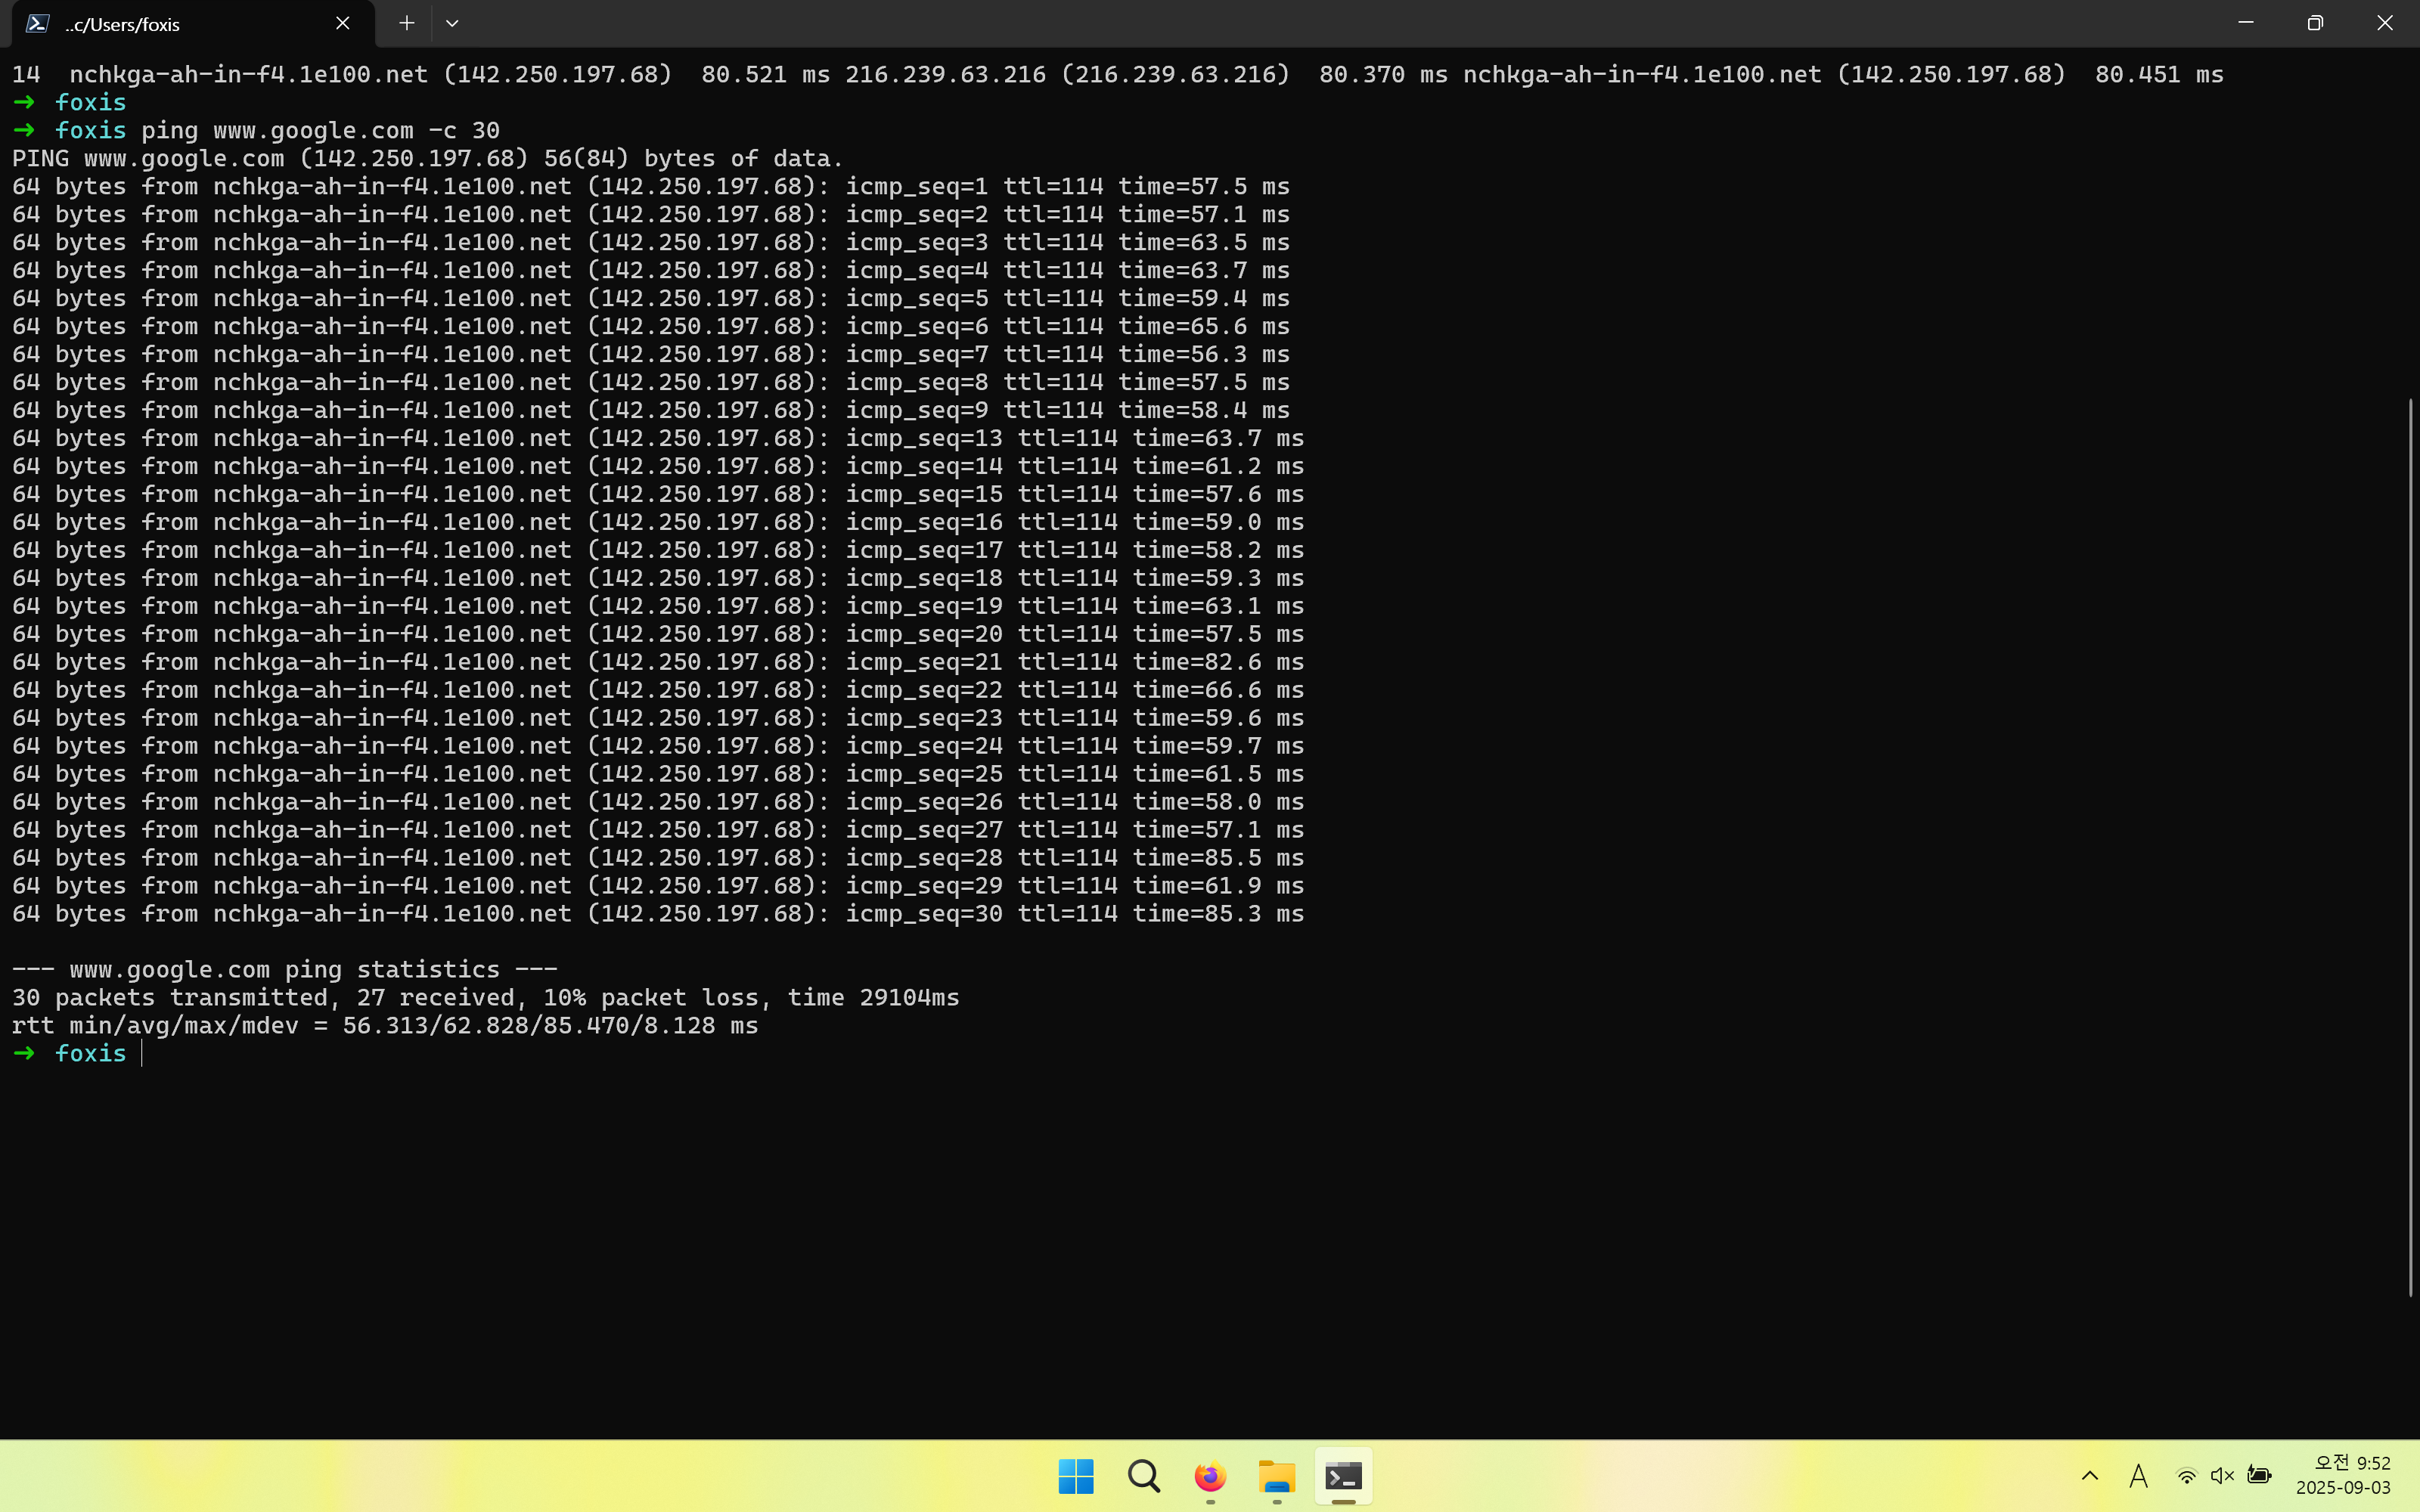 ..c/Users/foxis
14  nchkga-ah-in-f4.1e100.net (142.250.197.68)  80.521 ms 216.239.63.216 (216.239.63.216)  80.370 ms nchkga-ah-in-f4.1e100.net (142.250.197.68)  80.451 ms
→  foxis
→  foxis ping www.google.com -c 30
PING www.google.com (142.250.197.68) 56(84) bytes of data.
64 bytes from nchkga-ah-in-f4.1e100.net (142.250.197.68): icmp_seq=1 ttl=114 time=57.5 ms
64 bytes from nchkga-ah-in-f4.1e100.net (142.250.197.68): icmp_seq=2 ttl=114 time=57.1 ms
64 bytes from nchkga-ah-in-f4.1e100.net (142.250.197.68): icmp_seq=3 ttl=114 time=63.5 ms
64 bytes from nchkga-ah-in-f4.1e100.net (142.250.197.68): icmp_seq=4 ttl=114 time=63.7 ms
64 bytes from nchkga-ah-in-f4.1e100.net (142.250.197.68): icmp_seq=5 ttl=114 time=59.4 ms
64 bytes from nchkga-ah-in-f4.1e100.net (142.250.197.68): icmp_seq=6 ttl=114 time=65.6 ms
64 bytes from nchkga-ah-in-f4.1e100.net (142.250.197.68): icmp_seq=7 ttl=114 time=56.3 ms
64 bytes from nchkga-ah-in-f4.1e100.net (142.250.197.68): icmp_seq=8 ttl=114 time=57.5 ms
64 bytes from nchkga-ah-in-f4.1e100.net (142.250.197.68): icmp_seq=9 ttl=114 time=58.4 ms
64 bytes from nchkga-ah-in-f4.1e100.net (142.250.197.68): icmp_seq=13 ttl=114 time=63.7 ms
64 bytes from nchkga-ah-in-f4.1e100.net (142.250.197.68): icmp_seq=14 ttl=114 time=61.2 ms
64 bytes from nchkga-ah-in-f4.1e100.net (142.250.197.68): icmp_seq=15 ttl=114 time=57.6 ms
64 bytes from nchkga-ah-in-f4.1e100.net (142.250.197.68): icmp_seq=16 ttl=114 time=59.0 ms
64 bytes from nchkga-ah-in-f4.1e100.net (142.250.197.68): icmp_seq=17 ttl=114 time=58.2 ms
64 bytes from nchkga-ah-in-f4.1e100.net (142.250.197.68): icmp_seq=18 ttl=114 time=59.3 ms
64 bytes from nchkga-ah-in-f4.1e100.net (142.250.197.68): icmp_seq=19 ttl=114 time=63.1 ms
64 bytes from nchkga-ah-in-f4.1e100.net (142.250.197.68): icmp_seq=20 ttl=114 time=57.5 ms
64 bytes from nchkga-ah-in-f4.1e100.net (142.250.197.68): icmp_seq=21 ttl=114 time=82.6 ms
64 bytes from nchkga-ah-in-f4.1e100.net (142.250.197.68): icmp_seq=22 ttl=114 time=66.6 ms
64 bytes from nchkga-ah-in-f4.1e100.net (142.250.197.68): icmp_seq=23 ttl=114 time=59.6 ms
64 bytes from nchkga-ah-in-f4.1e100.net (142.250.197.68): icmp_seq=24 ttl=114 time=59.7 ms
64 bytes from nchkga-ah-in-f4.1e100.net (142.250.197.68): icmp_seq=25 ttl=114 time=61.5 ms
64 bytes from nchkga-ah-in-f4.1e100.net (142.250.197.68): icmp_seq=26 ttl=114 time=58.0 ms
64 bytes from nchkga-ah-in-f4.1e100.net (142.250.197.68): icmp_seq=27 ttl=114 time=57.1 ms
64 bytes from nchkga-ah-in-f4.1e100.net (142.250.197.68): icmp_seq=28 ttl=114 time=85.5 ms
64 bytes from nchkga-ah-in-f4.1e100.net (142.250.197.68): icmp_seq=29 ttl=114 time=61.9 ms
64 bytes from nchkga-ah-in-f4.1e100.net (142.250.197.68): icmp_seq=30 ttl=114 time=85.3 ms
--- www.google.com ping statistics ---
30 packets transmitted, 27 received, 10% packet loss, time 29104ms
rtt min/avg/max/mdev = 56.313/62.828/85.470/8.128 ms
→  foxis
A
오전 9:52
2025-09-03